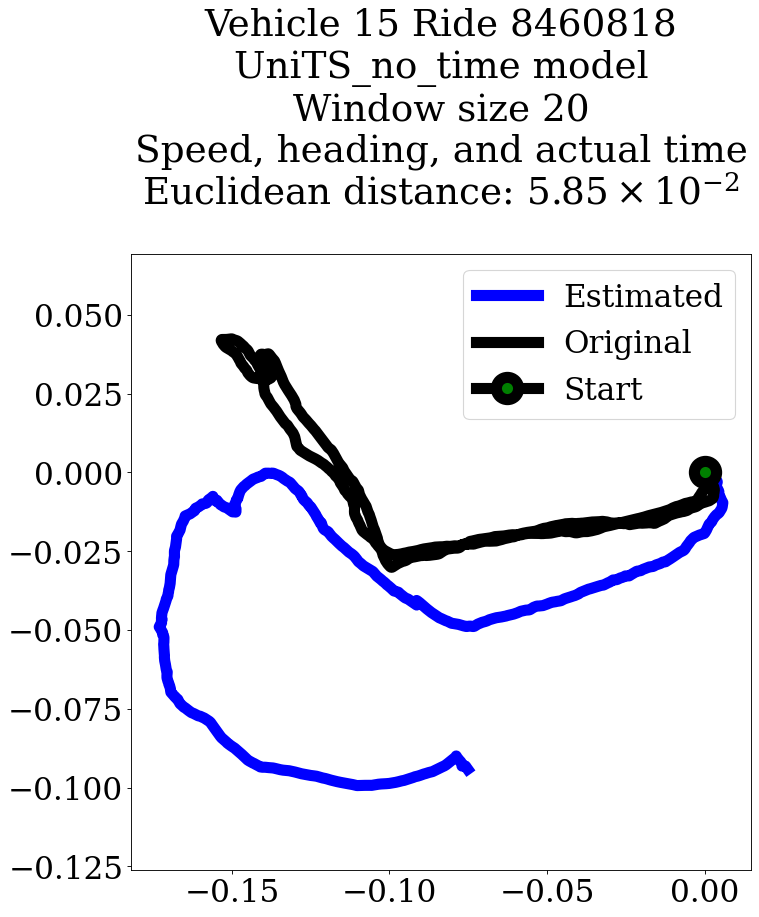 Vehicle 15 Ride 8460818
UniTS_no_time model
Window size 20
Speed, heading, and actual time
Euclidean distance: 5.85 × 10⁻²
Estimated
Original
Start
0.050
0.025
0.000
−0.025
−0.050
−0.075
−0.100
−0.125
−0.15
−0.10
−0.05
0.00